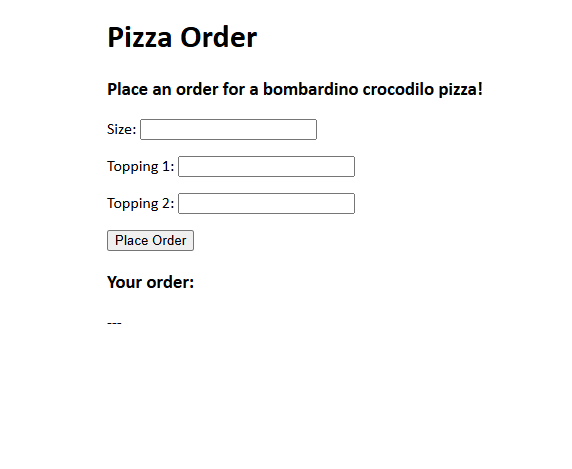 Pizza Order
Place an order for a bombardino crocodilo pizza!
Size:
Topping 1:
Topping 2:
Place Order
Your order:
---